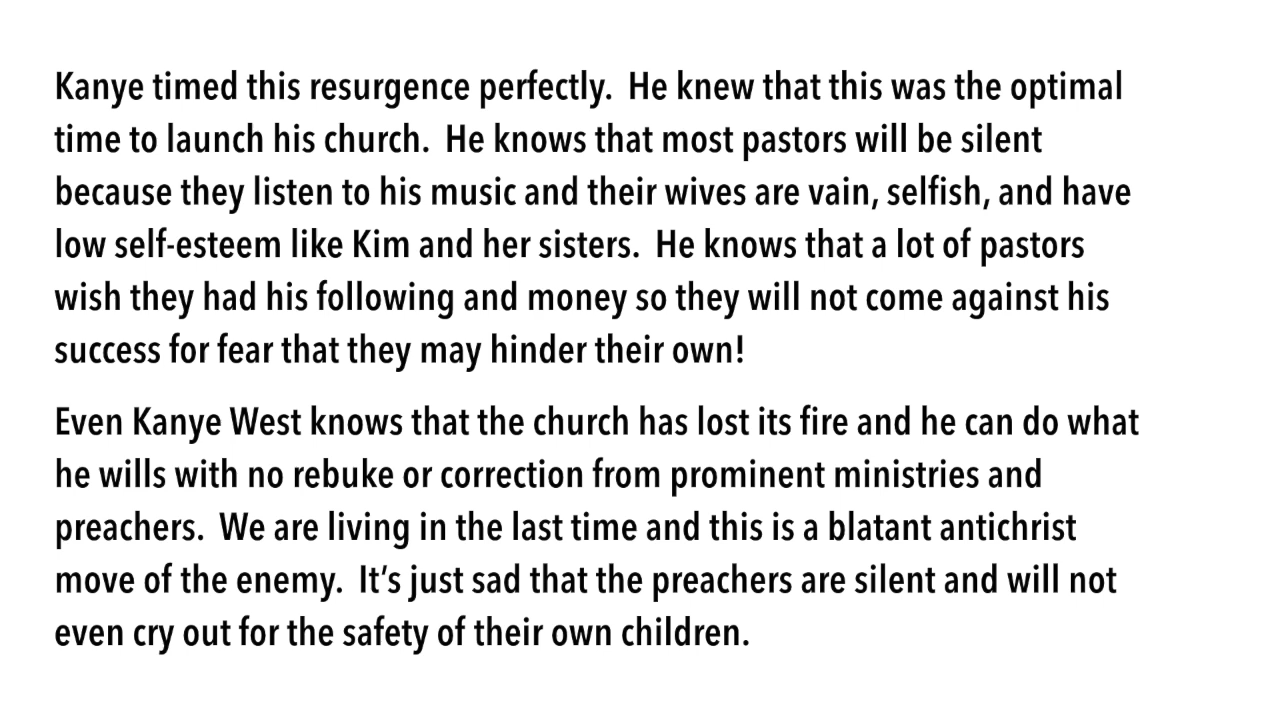 Kanye timed this resurgence perfectly.  He knew that this was the optimal
time to launch his church.  He knows that most pastors will be silent
because they listen to his music and their wives are vain, selfish, and have
low self-esteem like Kim and her sisters.  He knows that a lot of pastors
wish they had his following and money so they will not come against his
success for fear that they may hinder their own!
Even Kanye West knows that the church has lost its fire and he can do what
he wills with no rebuke or correction from prominent ministries and
preachers.  We are living in the last time and this is a blatant antichrist
move of the enemy.  It’s just sad that the preachers are silent and will not
even cry out for the safety of their own children.